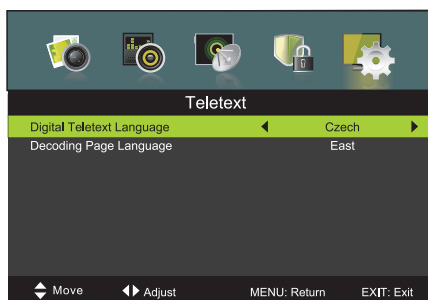 Teletext
Digital Teletext Language Czech
Decoding Page Language East
Move Adjust MENU: Return EXIT: Exit